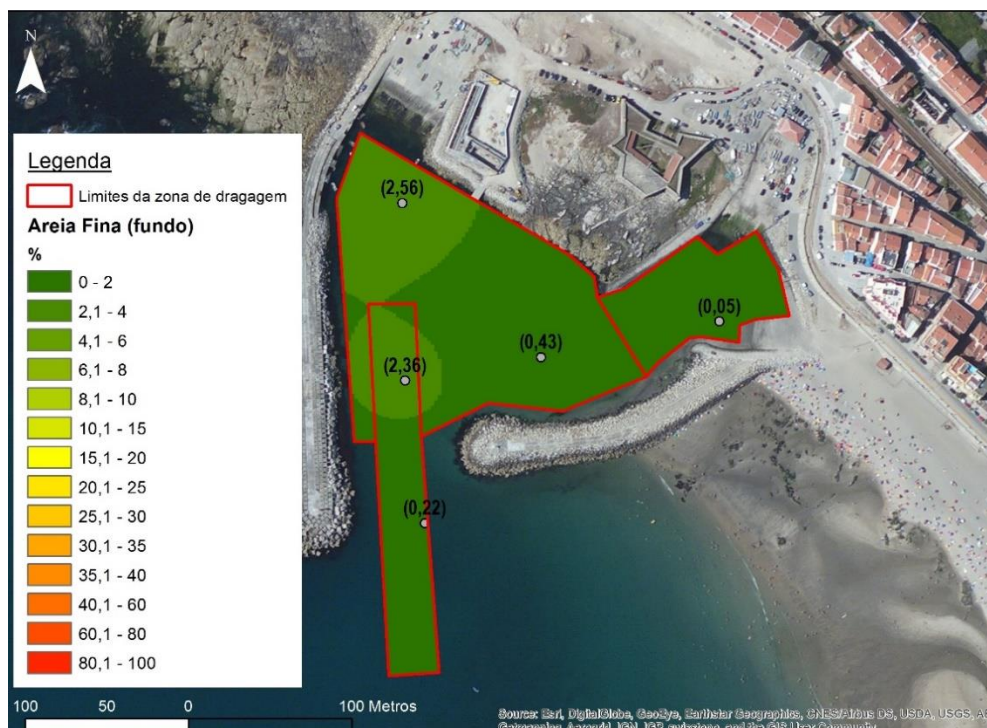 N
Legenda
Limites da zona de dragagem
Areia Fina (fundo)
%
0 - 2
2,1 - 4
4,1 - 6
6,1 - 8
8,1 - 10
10,1 - 15
15,1 - 20
20,1 - 25
25,1 - 30
30,1 - 35
35,1 - 40
40,1 - 60
60,1 - 80
80,1 - 100
(2,56)
(0,05)
(0,43)
(2,36)
(0,22)
100 50 0 100 Metros
Source: Esri, DigitalGlobe, GeoEye, Earthstar Geographics, CNES/Airbus DS, USDA, USGS,